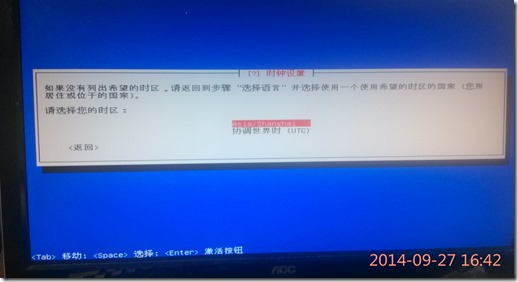 [?] 时钟设置
如果没有列出希望的时区，请返回到步骤 "选择语言" 并选择使用一个使用希望的时区的国家 (您所
居住或位于的国家)。
请选择您的时区：
Asia/Shanghai
协调世界时 (UTC)
<返回>
<Tab> 移动; <Space> 选择; <Enter> 激活按钮
AOC
2014-09-27 16:42